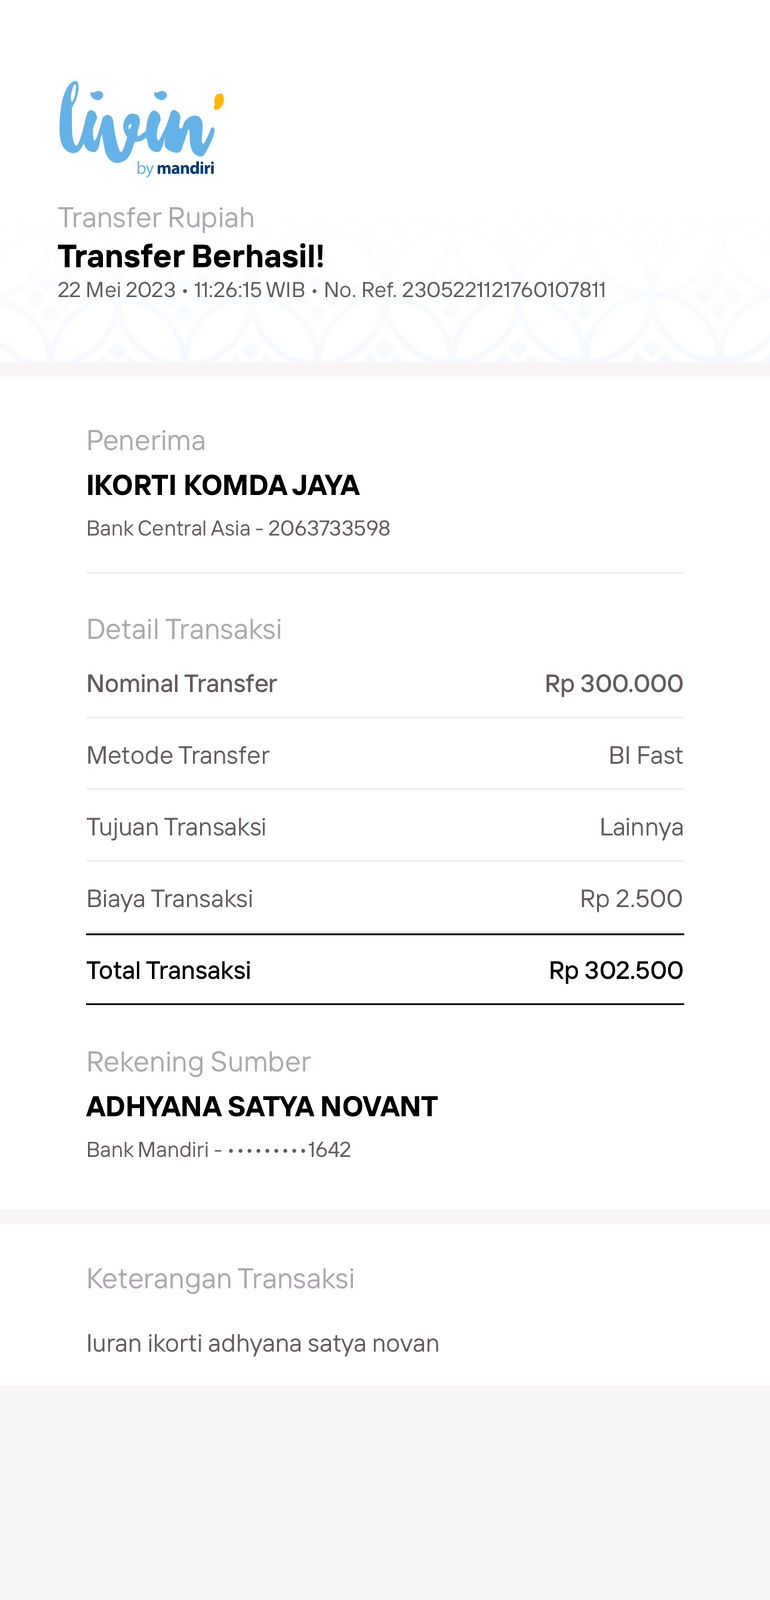 livin'
by mandiri
Transfer Rupiah
Transfer Berhasil!
22 Mei 2023 • 11:26:15 WIB • No. Ref. 2305221121760107811
Penerima
IKORTI KOMDA JAYA
Bank Central Asia - 2063733598
Detail Transaksi
Nominal Transfer Rp 300.000
Metode Transfer BI Fast
Tujuan Transaksi Lainnya
Biaya Transaksi Rp 2.500
Total Transaksi Rp 302.500
Rekening Sumber
ADHYANA SATYA NOVANT
Bank Mandiri - •••••••••1642
Keterangan Transaksi
Iuran ikorti adhyana satya novan